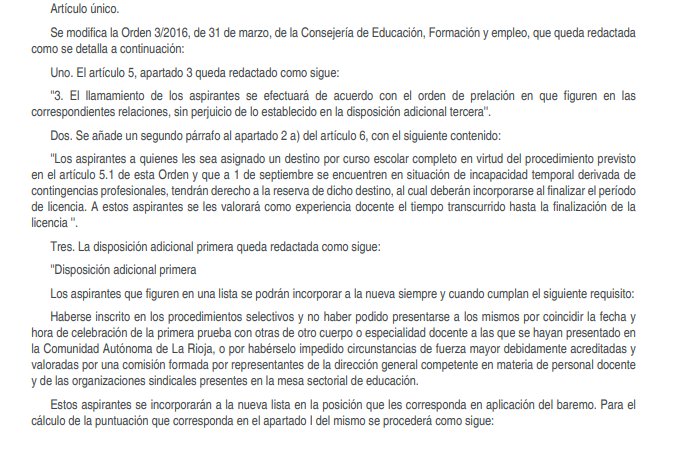 Artículo único.
Se modifica la Orden 3/2016, de 31 de marzo, de la Consejería de Educación, Formación y empleo, que queda redactada
como se detalla a continuación:
Uno. El artículo 5, apartado 3 queda redactado como sigue:
"3. El llamamiento de los aspirantes se efectuará de acuerdo con el orden de prelación en que figuren en las
correspondientes relaciones, sin perjuicio de lo establecido en la disposición adicional tercera".
Dos. Se añade un segundo párrafo al apartado 2 a) del artículo 6, con el siguiente contenido:
"Los aspirantes a quienes les sea asignado un destino por curso escolar completo en virtud del procedimiento previsto
en el artículo 5.1 de esta Orden y que a 1 de septiembre se encuentren en situación de incapacidad temporal derivada de
contingencias profesionales, tendrán derecho a la reserva de dicho destino, al cual deberán incorporarse al finalizar el período
de licencia. A estos aspirantes se les valorará como experiencia docente el tiempo transcurrido hasta la finalización de la
licencia ".
Tres. La disposición adicional primera queda redactada como sigue:
"Disposición adicional primera
Los aspirantes que figuren en una lista se podrán incorporar a la nueva siempre y cuando cumplan el siguiente requisito:
Haberse inscrito en los procedimientos selectivos y no haber podido presentarse a los mismos por coincidir la fecha y
hora de celebración de la primera prueba con otras de otro cuerpo o especialidad docente a las que se hayan presentado en
la Comunidad Autónoma de La Rioja, o por habérselo impedido circunstancias de fuerza mayor debidamente acreditadas y
valoradas por una comisión formada por representantes de la dirección general competente en materia de personal docente
y de las organizaciones sindicales presentes en la mesa sectorial de educación.
Estos aspirantes se incorporarán a la nueva lista en la posición que les corresponda en aplicación del baremo. Para el
cálculo de la puntuación que corresponda en el apartado I del mismo se procederá como sigue: